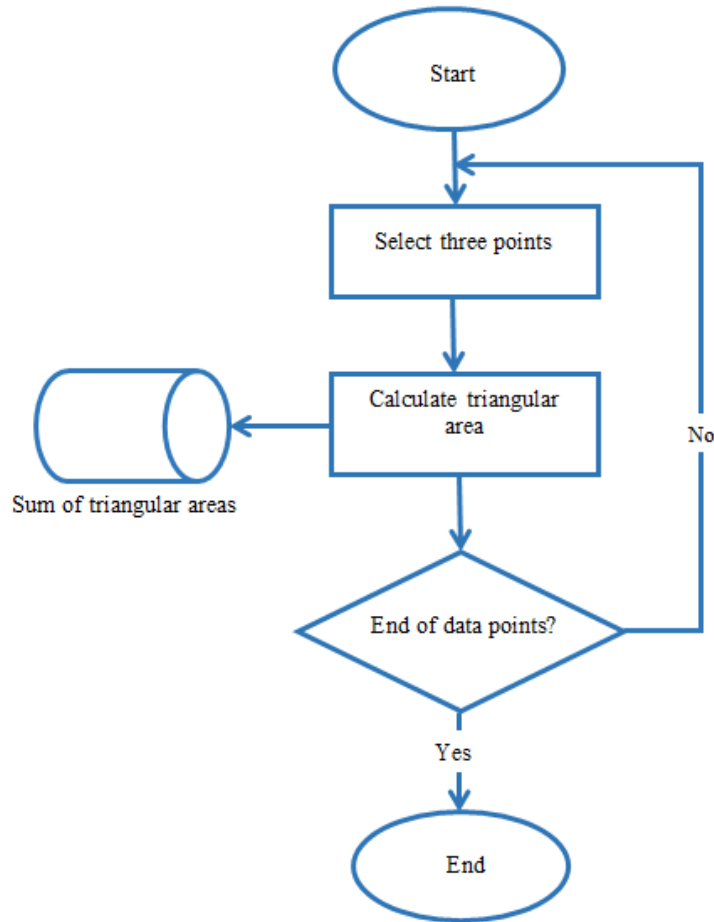 Start
Select three points
Calculate triangular
area
Sum of triangular areas
No
End of data points?
Yes
End